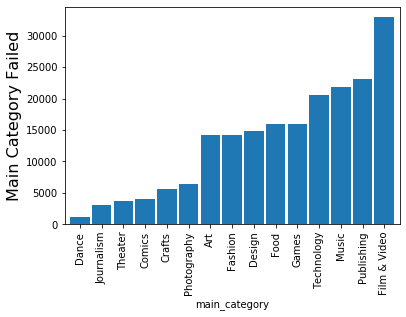 Main Category Failed
30000
25000
20000
15000
10000
5000
0
Dance
Journalism
Theater
Comics
Crafts
Photography
Art
Fashion
Design
Food
Games
Technology
Music
Publishing
Film & Video
main_category